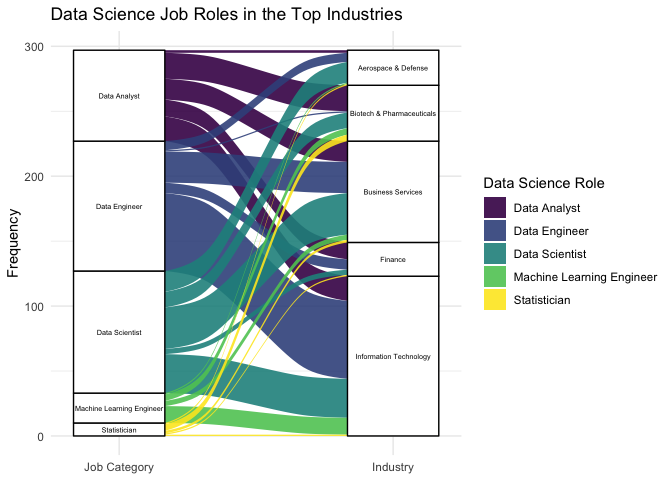 Data Science Job Roles in the Top Industries
Frequency
300
200
100
0
Data Analyst
Data Engineer
Data Scientist
Machine Learning Engineer
Statistician
Aerospace & Defense
Biotech & Pharmaceuticals
Business Services
Finance
Information Technology
Job Category
Industry
Data Science Role
Data Analyst
Data Engineer
Data Scientist
Machine Learning Engineer
Statistician